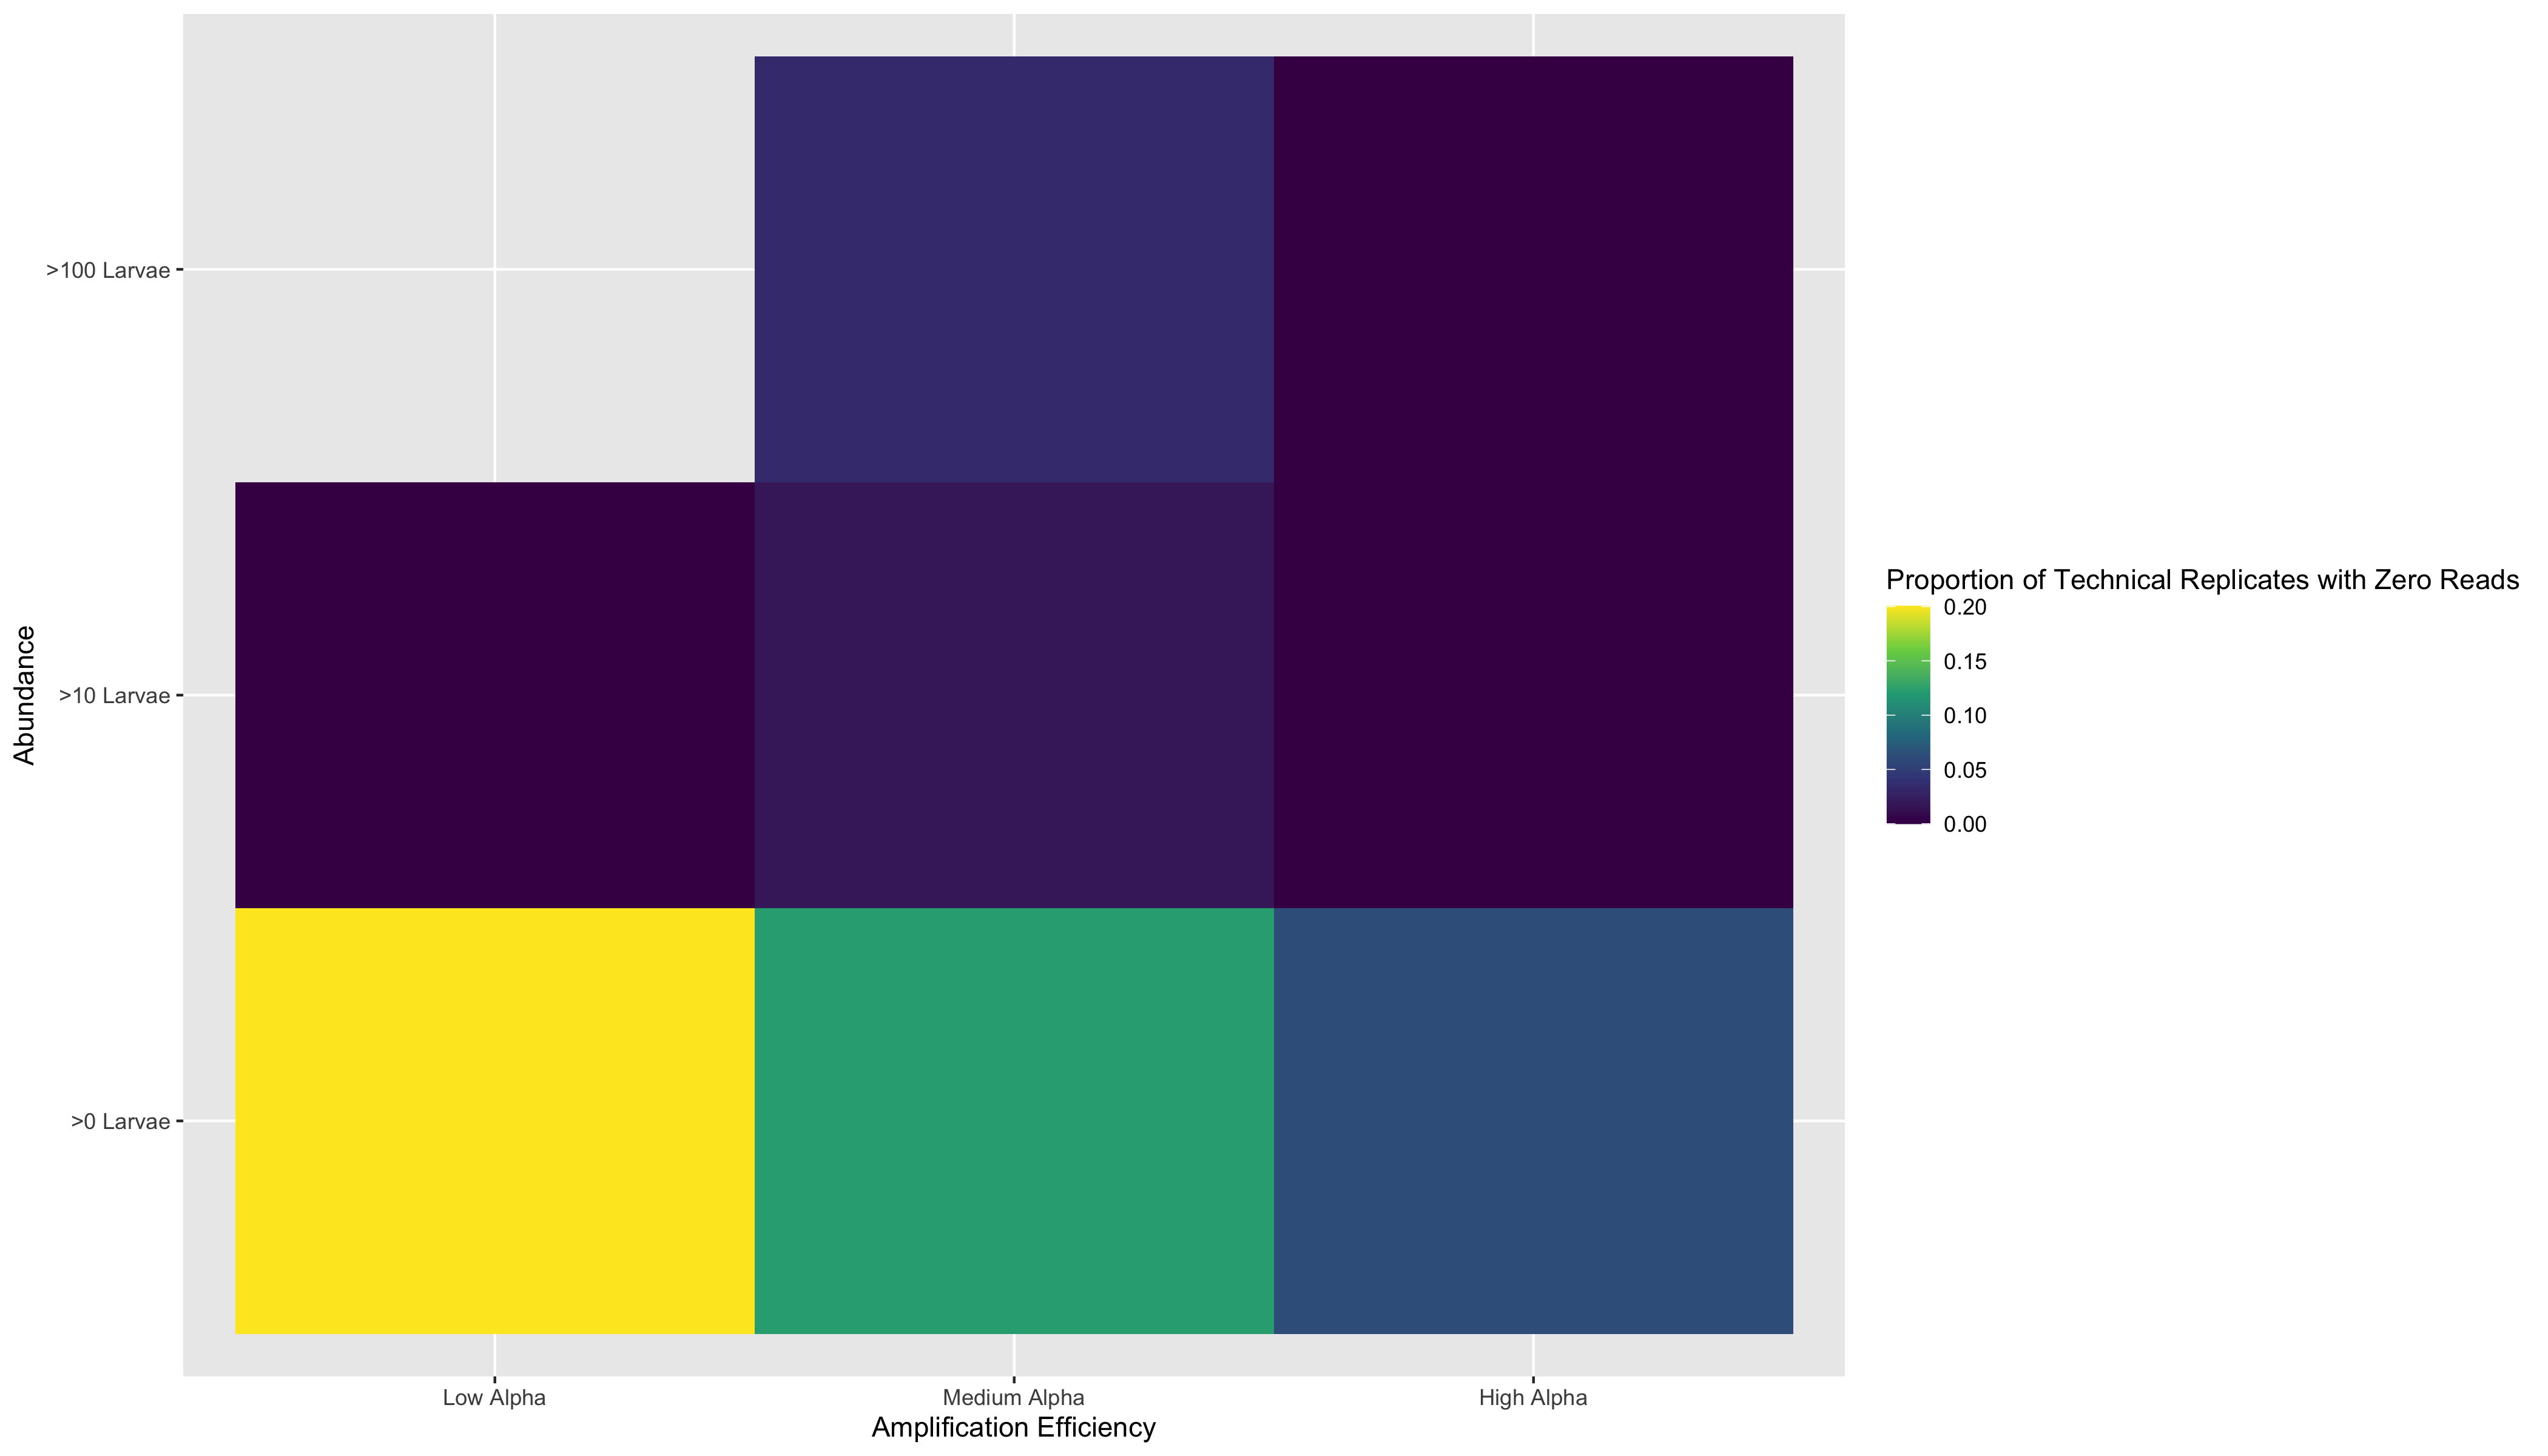 >100 Larvae
>10 Larvae
>0 Larvae
Abundance
Low Alpha
Medium Alpha
High Alpha
Amplification Efficiency
Proportion of Technical Replicates with Zero Reads
0.20
0.15
0.10
0.05
0.00